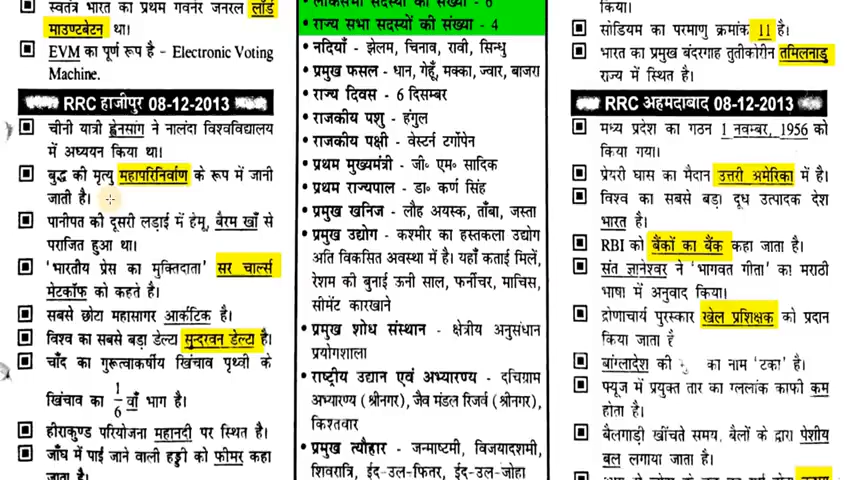 स्वतंत्र भारत का प्रथम गवर्नर जनरल लॉर्ड
माउण्टबेटन था।
EVM का पूर्ण रूप है – Electronic Voting
Machine.
RRC हाजीपुर 08-12-2013
चीनी यात्री ह्वेनसांग ने नालंदा विश्वविद्यालय
में अध्ययन किया था।
बुद्ध की मृत्यु महापरिनिर्वाण के रूप में जानी
जाती है।
पानीपत की दूसरी लड़ाई में हेमू, बैरम खाँ से
पराजित हुआ था।
'भारतीय प्रेस का मुक्तिदाता' सर चार्ल्स
मेटकॉफ को कहते है।
सबसे छोटा महासागर आर्कटिक है।
विश्व का सबसे बड़ा डेल्टा सुन्दरवन डेल्टा है।
चाँद का गुरूत्वाकर्षीय खिंचाव पृथ्वी के
खिंचाव का 1/6 वाँ भाग है।
हीराकुण्ड परियोजना महानदी पर स्थित है।
जाँघ में पाई जाने वाली हड्डी को फीमर कहा
जाता है।
लोकसभा सदस्यों की संख्या - 6
• राज्य सभा सदस्यों की संख्या - 4
• नदियाँ - झेलम, चिनाव, रावी, सिन्धु
• प्रमुख फसल - धान, गेहूँ, मक्का, ज्वार, बाजरा
• राज्य दिवस - 6 दिसम्बर
• राजकीय पशु - हंगुल
• राजकीय पक्षी - वेस्टर्न टर्गोपेन
• प्रथम मुख्यमंत्री - जी० एम० सादिक
• प्रथम राज्यपाल - डा० कर्ण सिंह
• प्रमुख खनिज - लौह अयस्क, ताँबा, जस्ता
• प्रमुख उद्योग - कश्मीर का हस्तकला उद्योग
अति विकसित अवस्था में है। यहाँ कताई मिलें,
रेशम की बुनाई ऊनी साल, फर्नीचर, माचिस,
सीमेंट कारखाने
• प्रमुख शोध संस्थान - क्षेत्रीय अनुसंधान
प्रयोगशाला
• राष्ट्रीय उद्यान एवं अभ्यारण्य - दचिग्राम
अभ्यारण्य (श्रीनगर), जैव मंडल रिजर्व (श्रीनगर),
किश्तवार
• प्रमुख त्यौहार - जन्माष्टमी, विजयादशमी,
शिवरात्रि, ईद-उल-फितर, ईद-उल-जोहा
किया।
सोडियम का परमाणु क्रमांक 11 है।
भारत का प्रमुख बंदरगाह तुतीकोरीन तमिलनाडु
राज्य में स्थित है।
RRC अहमदाबाद 08-12-2013
मध्य प्रदेश का गठन 1 नवम्बर, 1956 को
किया गया।
प्रेयरी घास का मैदान उत्तरी अमेरिका में है।
विश्व का सबसे बड़ा दूध उत्पादक देश
भारत है।
RBI को बैंकों का बैंक कहा जाता है।
संत ज्ञानेश्वर ने 'भागवत गीता' का मराठी
भाषा में अनुवाद किया।
द्रोणाचार्य पुरस्कार खेल प्रशिक्षक को प्रदान
किया जाता है
बांग्लादेश की का नाम 'टका' है।
फ्यूज में प्रयुक्त तार का ग्ललांक काफी कम
होता है।
बैलगाड़ी खींचते समय, बैलों के द्वारा पेशीय
बल लगाया जाता है।